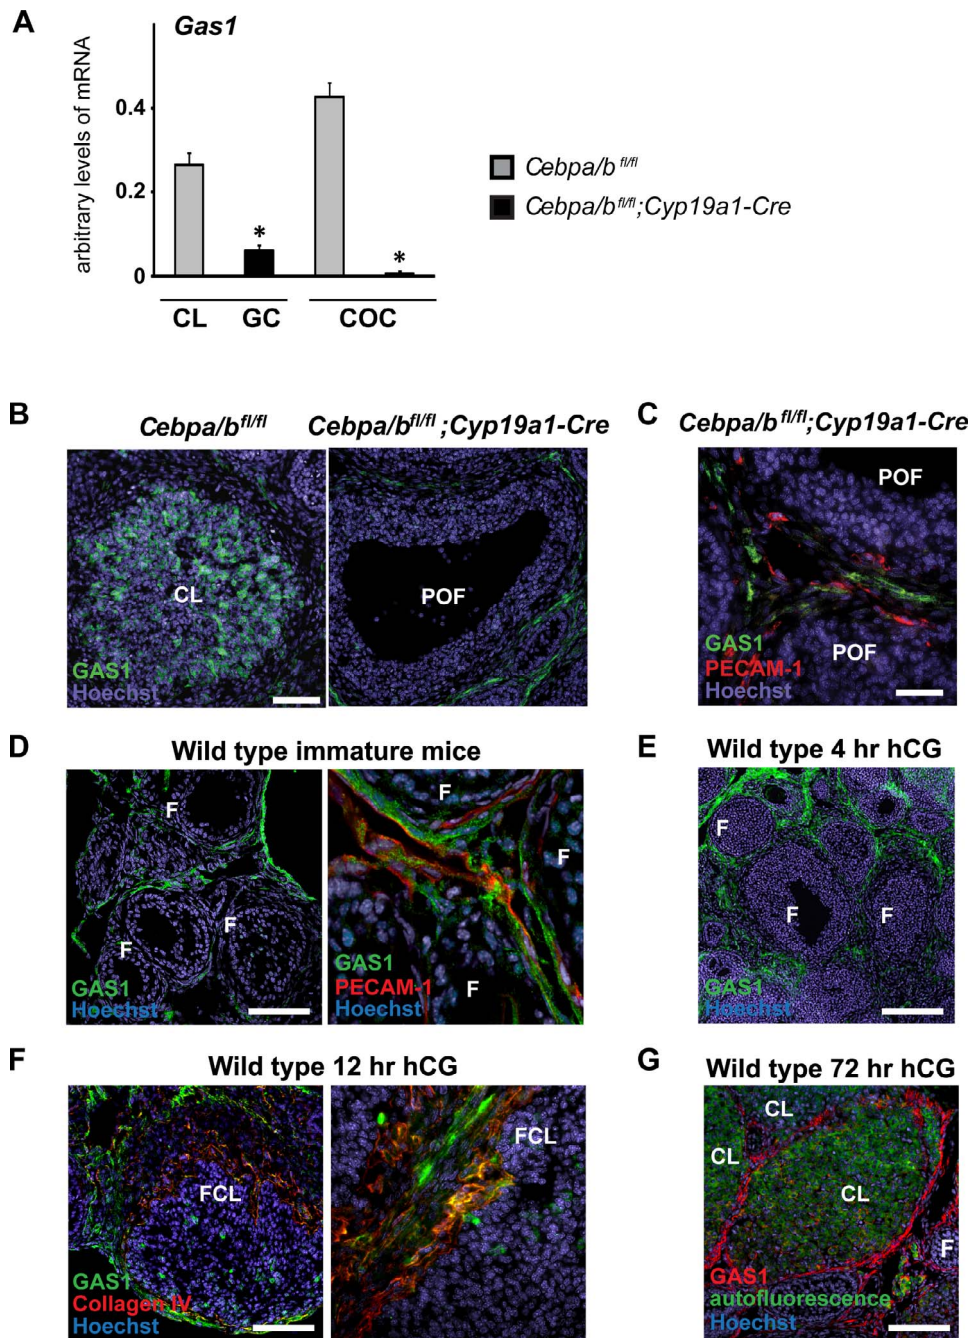 A
Gas1
arbitrary levels of mRNA
0.4
0.2
0
CL GC COC
* *
Cebpa/b fl/fl
Cebpa/b fl/fl;Cyp19a1-Cre
B
Cebpa/b fl/fl
Cebpa/b fl/fl ;Cyp19a1-Cre
CL
GAS1
Hoechst
POF
C
Cebpa/b fl/fl;Cyp19a1-Cre
POF
GAS1
PECAM-1
Hoechst
POF
D
Wild type immature mice
F
F
F
GAS1
Hoechst
F
F
GAS1
PECAM-1
Hoechst
F
E
Wild type 4 hr hCG
F
F
F
GAS1
Hoechst
F
Wild type 12 hr hCG
FCL
GAS1
Collagen IV
Hoechst
FCL
G
Wild type 72 hr hCG
CL
CL
CL
F
GAS1
autofluorescence
Hoechst